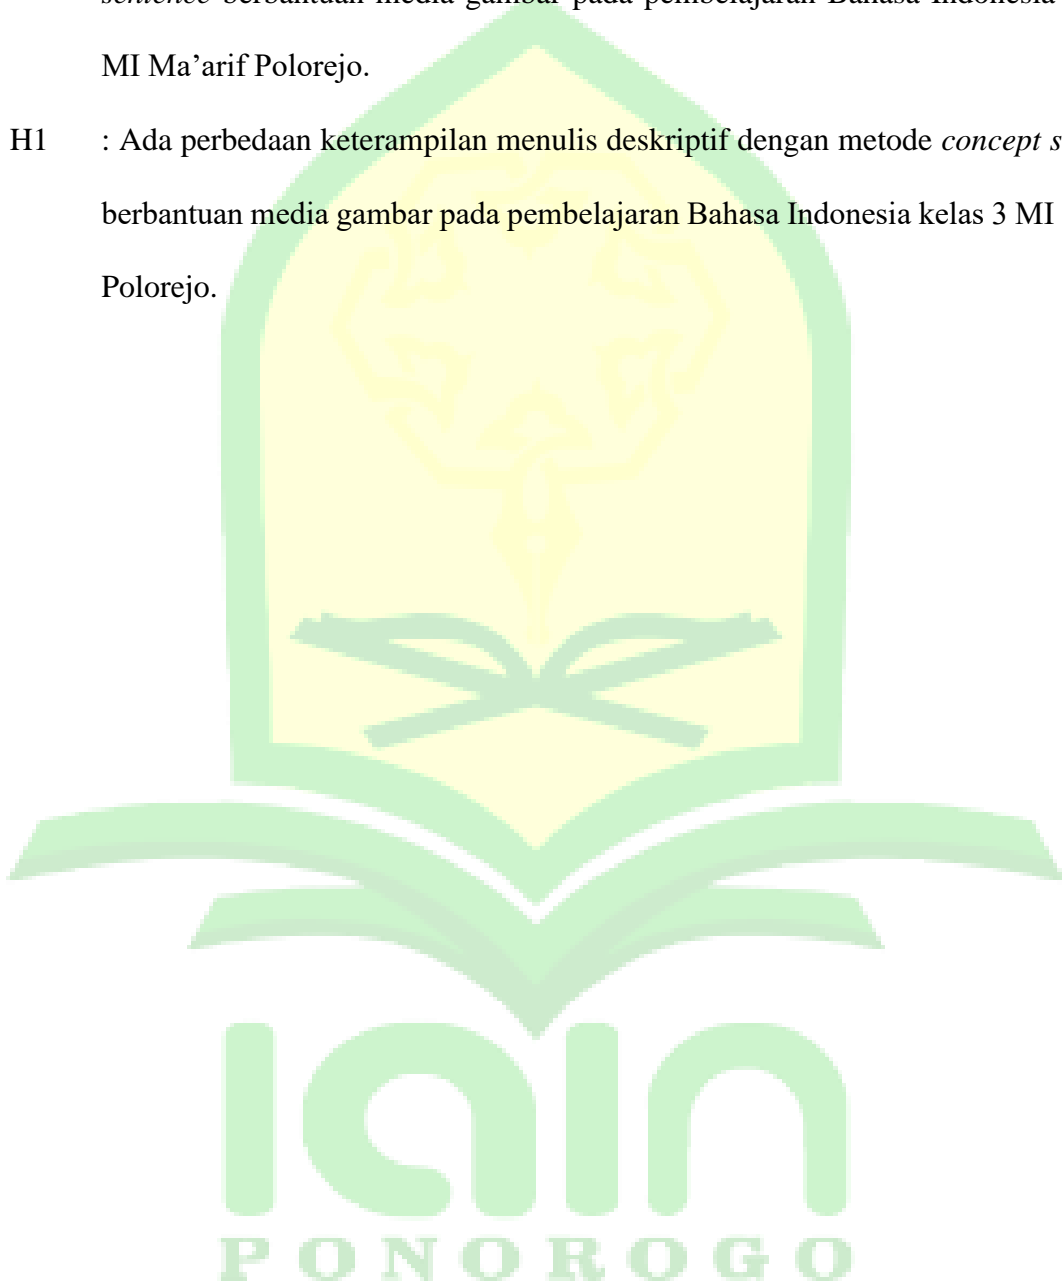 sentence berbantuan media gambar pada pembelajaran Bahasa Indonesia
MI Ma’arif Polorejo.
H1 : Ada perbedaan keterampilan menulis deskriptif dengan metode concept s
berbantuan media gambar pada pembelajaran Bahasa Indonesia kelas 3 MI
Polorejo.
iain
PONOROGO